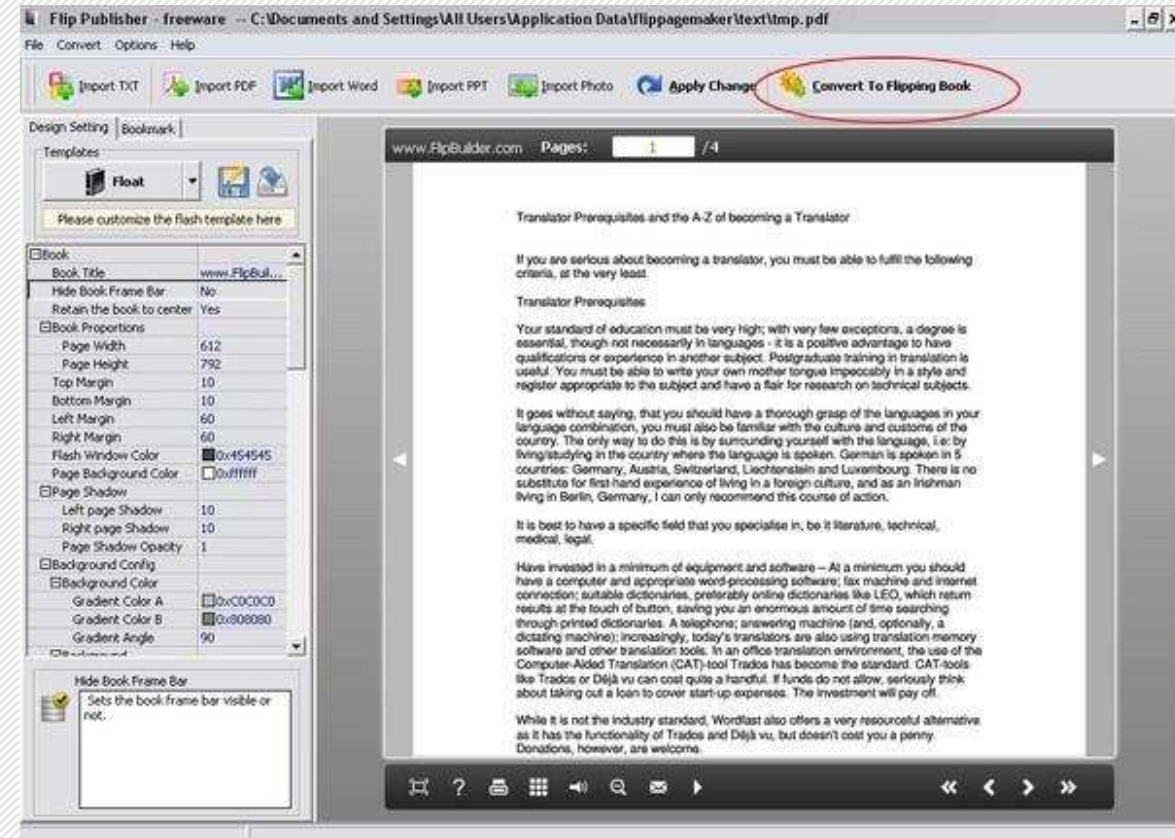 Flip Publisher - freeware -- C:\Documents and Settings\All Users\Application Data\flippagemaker\text\tmp.pdf
File Convert Options Help
Import TXT Import PDF Import Word Import PPT Import Photo Apply Change Convert To Flipping Book
Design Setting Bookmark
Templates
Float
Please customize the flash template here
Book
Book Title www.FlipBuil...
Hide Book Frame Bar No
Retain the book to center Yes
Book Proportions
Page Width 612
Page Height 792
Top Margin 10
Bottom Margin 10
Left Margin 60
Right Margin 60
Flash Window Color 0x454545
Page Background Color 0xffffff
Page Shadow
Left page Shadow 10
Right page Shadow 10
Page Shadow Opacity 1
Background Config
Background Color
Gradient Color A 0xC0C0C0
Gradient Color B 0x808080
Gradient Angle 90
Hide Book Frame Bar
Sets the book frame bar visible or
not.
www.FlipBuilder.com Pages: 1 /4
Translator Prerequisites and the A-Z of becoming a Translator
If you are serious about becoming a translator, you must be able to fulfil the following
criteria, at the very least.
Translator Prerequisites
Your standard of education must be very high; with very few exceptions, a degree is
essential, though not necessarily in languages - it is a positive advantage to have
qualifications or experience in another subject. Postgraduate training in translation is
useful. You must be able to write your own mother tongue impeccably in a style and
register appropriate to the subject and have a flair for research on technical subjects.
It goes without saying, that you should have a thorough grasp of the languages in your
language combination, you must also be familiar with the culture and customs of the
country. The only way to do this is by surrounding yourself with the language, i.e: by
living/studying in the country where the language is spoken. German is spoken in 5
countries: Germany, Austria, Switzerland, Liechtenstein and Luxembourg. There is no
substitute for first-hand experience of living in a foreign culture, and as an Irishman
living in Berlin, Germany, I can only recommend this course of action.
It is best to have a specific field that you specialise in, be it literature, technical,
medical, legal.
Have invested in a minimum of equipment and software – At a minimum you should
have a computer and appropriate word-processing software; fax machine and internet
connection; suitable dictionaries, preferably online dictionaries like LEO, which return
results at the touch of button, saving you an enormous amount of time searching
through printed dictionaries. A telephone; answering machine (and, optionally, a
dictating machine); increasingly, today's translators are also using translation memory
software and other translation tools. In an office translation environment, the use of the
Computer-Aided Translation (CAT)-tool Trados has become the standard. CAT-tools
like Trados or Déjà vu can cost quite a handful. If funds do not allow, seriously think
about taking out a loan to cover start-up expenses. The investment will pay off.
While it is not the industry standard, Wordfast also offers a very resourceful alternative
as it has the functionality of Trados and Déjà vu, but doesn't cost you a penny.
Donations, however, are welcome.